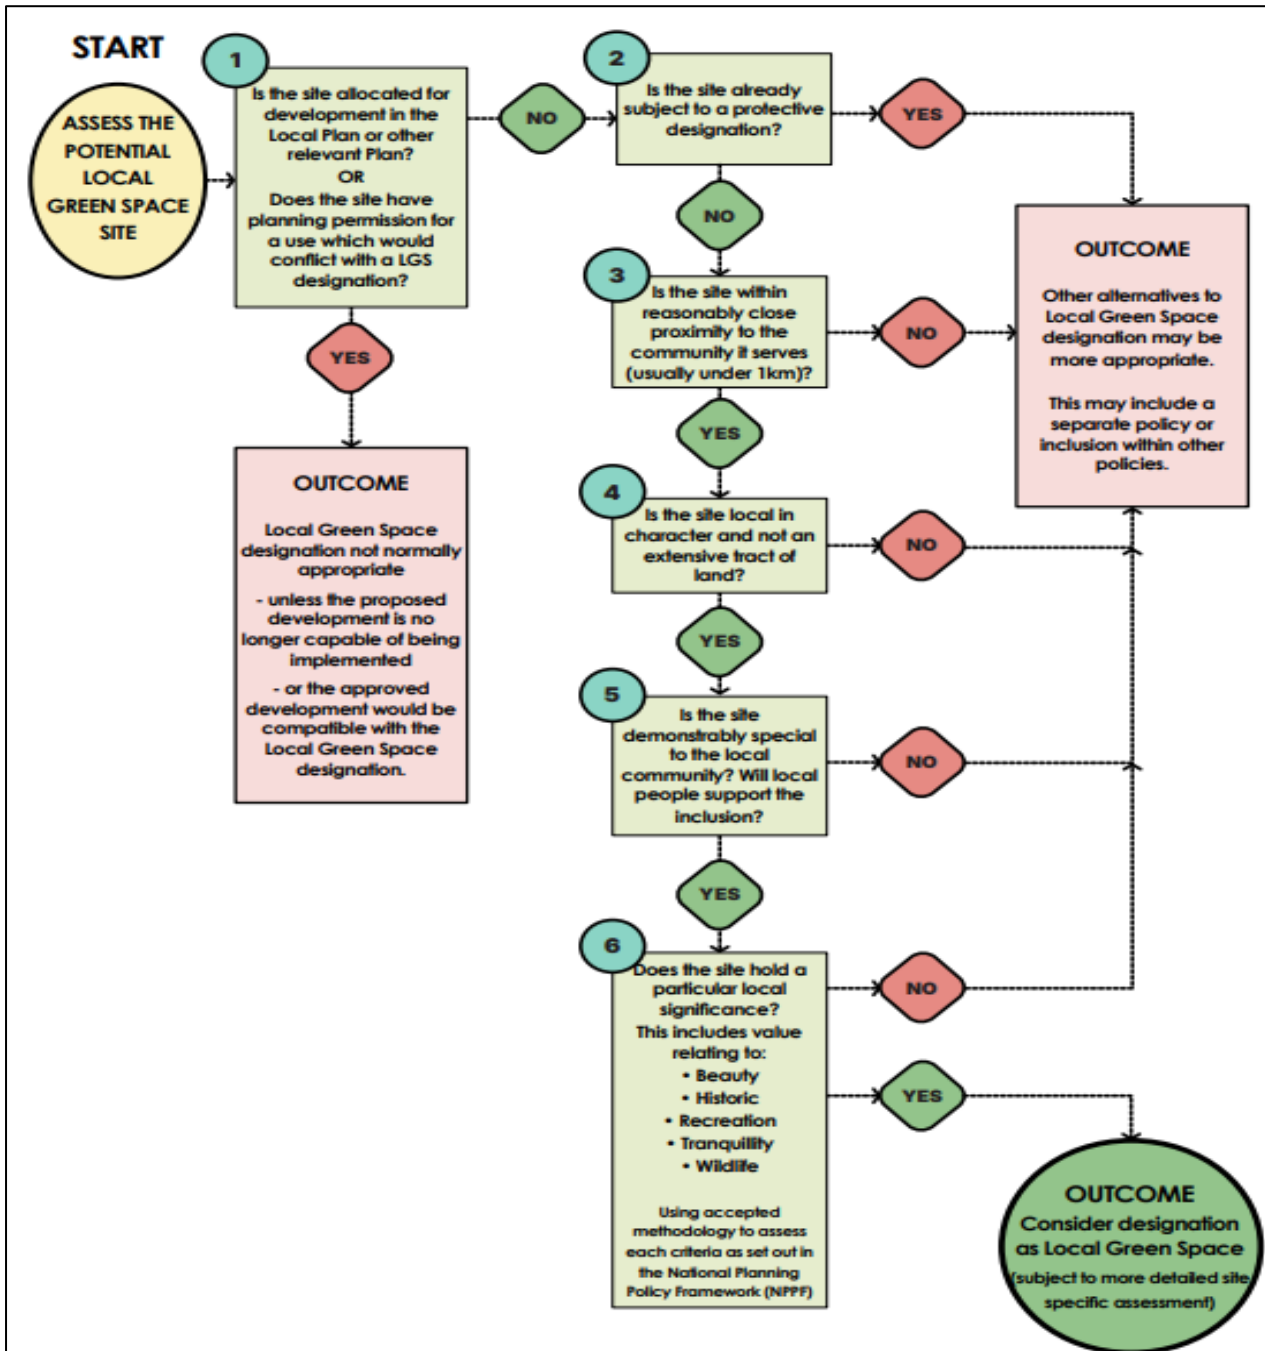 START
ASSESS THE
POTENTIAL
LOCAL
GREEN SPACE
SITE
1
Is the site allocated for
development in the
Local Plan or other
relevant Plan?
OR
Does the site have
planning permission for
a use which would
conflict with a LGS
designation?
NO
YES
OUTCOME
Local Green Space
designation not normally
appropriate
- unless the proposed
development is no
longer capable of being
implemented
- or the approved
development would be
compatible with the
Local Green Space
designation.
2
Is the site already
subject to a protective
designation?
YES
NO
3
Is the site within
reasonably close
proximity to the
community it serves
(usually under 1km)?
NO
YES
4
Is the site local in
character and not an
extensive tract of
land?
NO
YES
5
Is the site
demonstrably special
to the local
community? Will local
people support the
inclusion?
NO
YES
6
Does the site hold a
particular local
significance?
This includes value
relating to:
• Beauty
• Historic
• Recreation
• Tranquillity
• Wildlife
Using accepted
methodology to assess
each criteria as set out in
the National Planning
Policy Framework (NPPF)
NO
YES
OUTCOME
Other alternatives to
Local Green Space
designation may be
more appropriate.
This may include a
separate policy or
inclusion within other
policies.
OUTCOME
Consider designation
as Local Green Space
(subject to more detailed site
specific assessment)